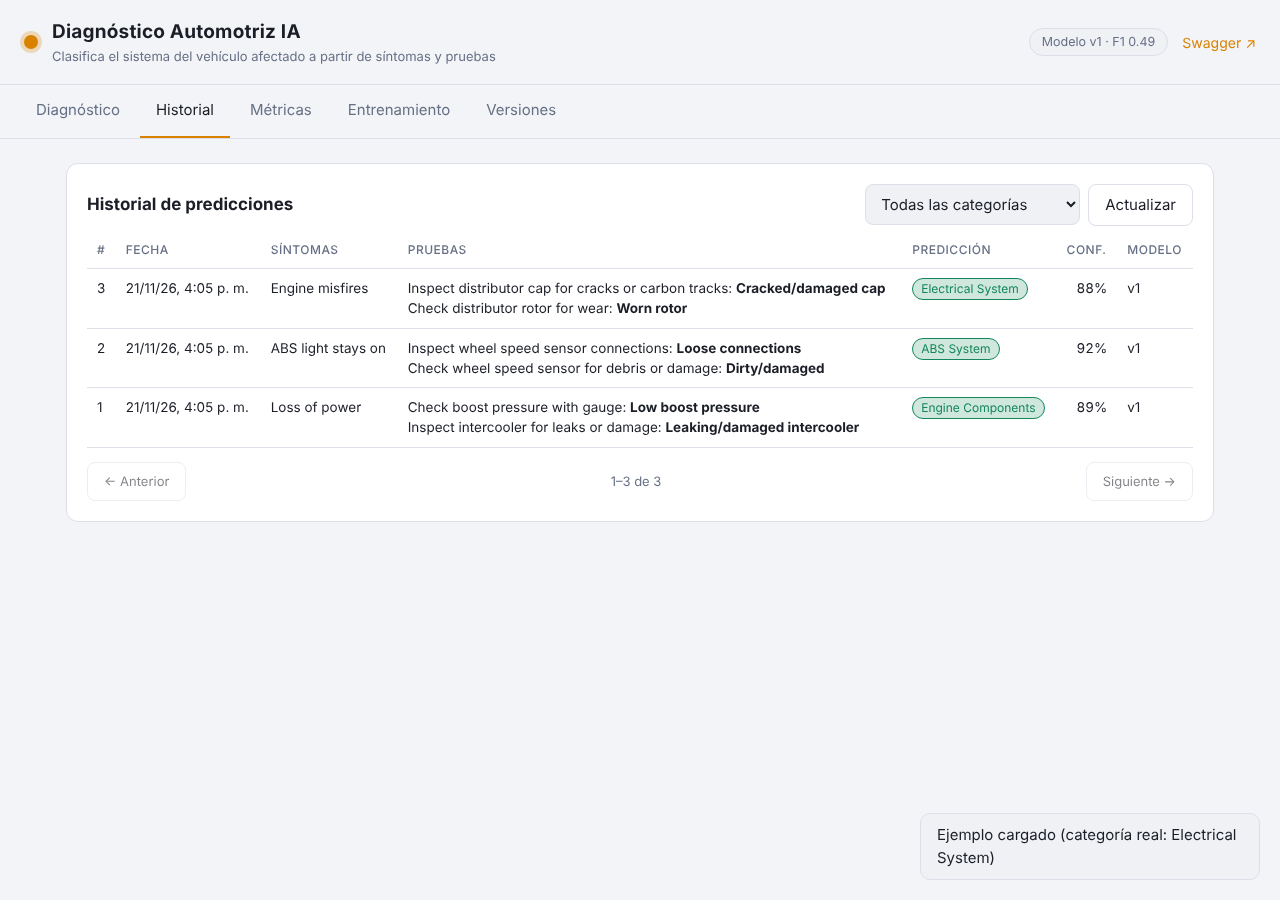 Diagnóstico Automotriz IA
Clasifica el sistema del vehículo afectado a partir de síntomas y pruebas
Modelo v1 · F1 0.49
Swagger ↗
Diagnóstico Historial Métricas Entrenamiento Versiones
Historial de predicciones
Todas las categorías
Actualizar
# FECHA SÍNTOMAS PRUEBAS PREDICCIÓN CONF. MODELO
3 21/11/26, 4:05 p. m. Engine misfires Inspect distributor cap for cracks or carbon tracks: Cracked/damaged cap Electrical System 88% v1
Check distributor rotor for wear: Worn rotor
2 21/11/26, 4:05 p. m. ABS light stays on Inspect wheel speed sensor connections: Loose connections ABS System 92% v1
Check wheel speed sensor for debris or damage: Dirty/damaged
1 21/11/26, 4:05 p. m. Loss of power Check boost pressure with gauge: Low boost pressure Engine Components 89% v1
Inspect intercooler for leaks or damage: Leaking/damaged intercooler
← Anterior 1–3 de 3 Siguiente →
Ejemplo cargado (categoría real: Electrical
System)